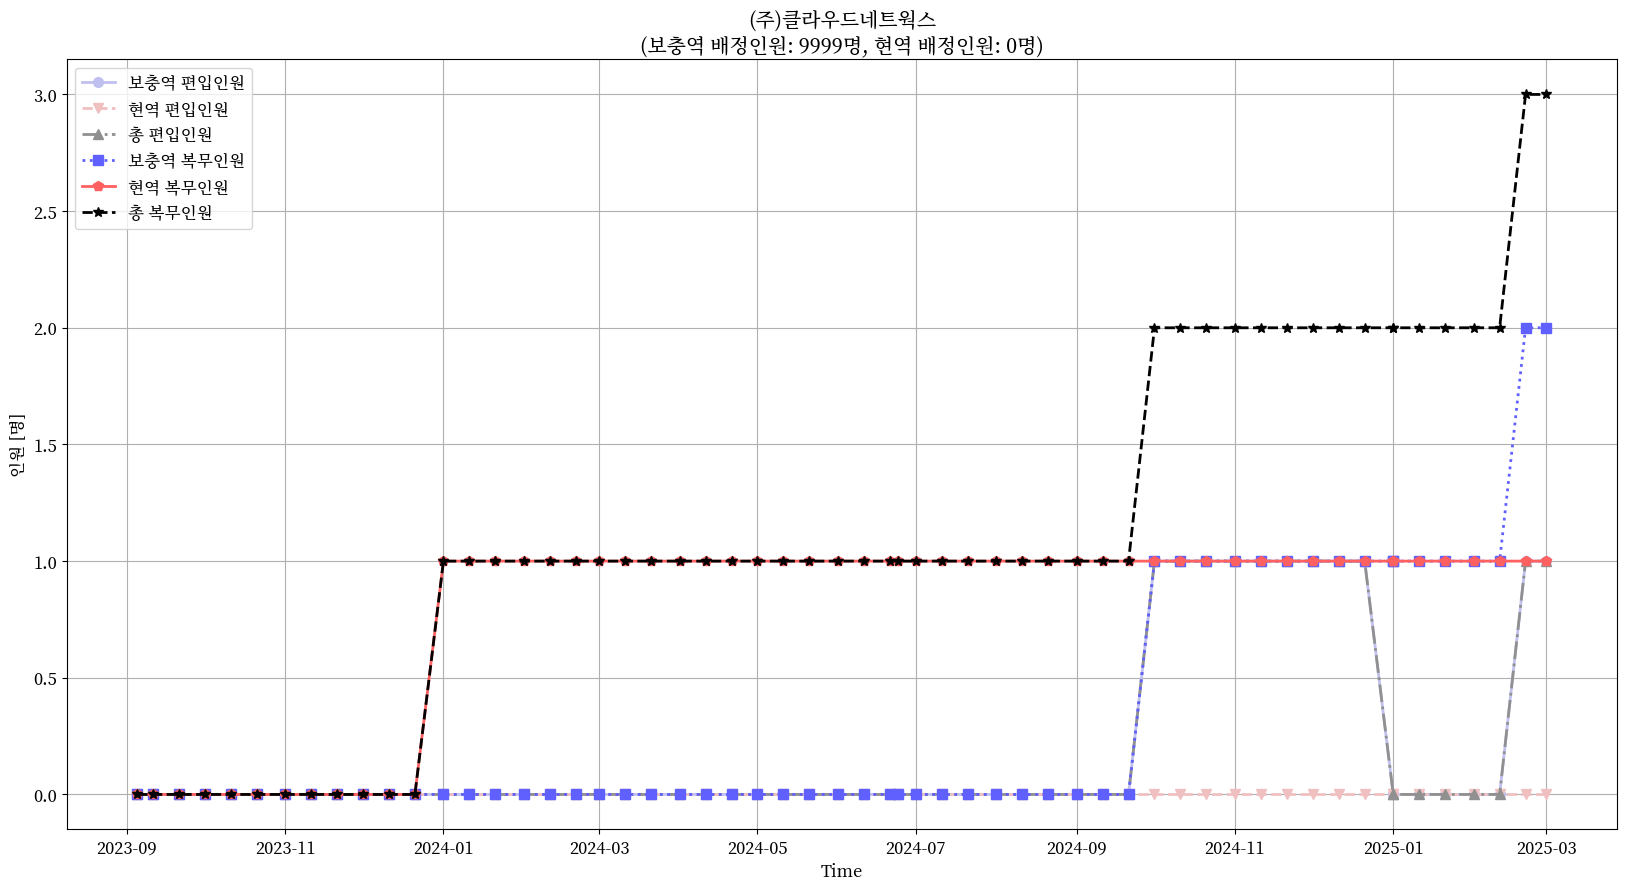 (주)클라우드네트웍스
(보충역 배정인원: 9999명, 현역 배정인원: 0명)
보충역 편입인원
현역 편입인원
총 편입인원
보충역 복무인원
현역 복무인원
총 복무인원
3.0
2.5
2.0
1.5
1.0
0.5
0.0
인원 [명]
2023-09 2023-11 2024-01 2024-03 2024-05 2024-07 2024-09 2024-11 2025-01 2025-03
Time